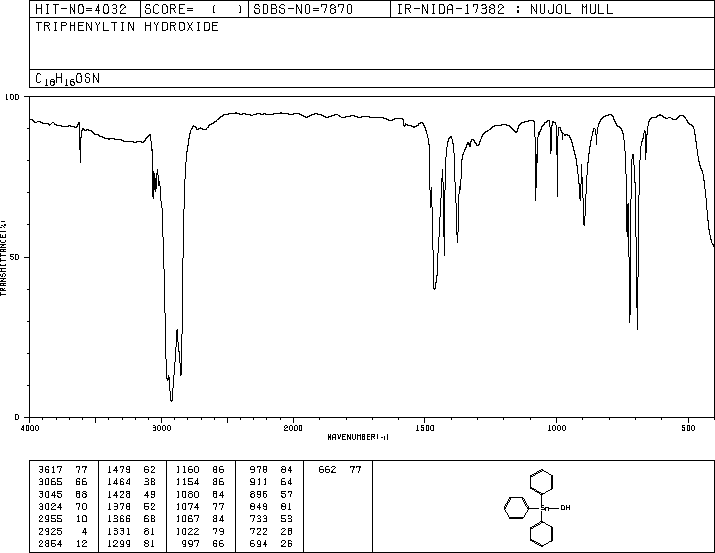 HIT-NO=4032 SCORE= ( ) SDBS-NO=7870 IR-NIDA-17382 : NUJOL MULL
TRIPHENYLTIN HYDROXIDE
C18H16OSN
100
50
0
TRANSMITTANCE(%)
4000 3000 2000 1500 1000 500
WAVENUMBER(-1)
3617 77 1479 62 1160 86 978 84 662 77
3065 66 1464 38 1154 86 911 64
3045 68 1428 49 1080 84 896 57
3024 70 1378 52 1074 77 849 81
2955 10 1366 68 1067 84 733 53
2925 4 1331 81 1022 79 722 28
2854 12 1299 81 997 66 694 26
Sn OH